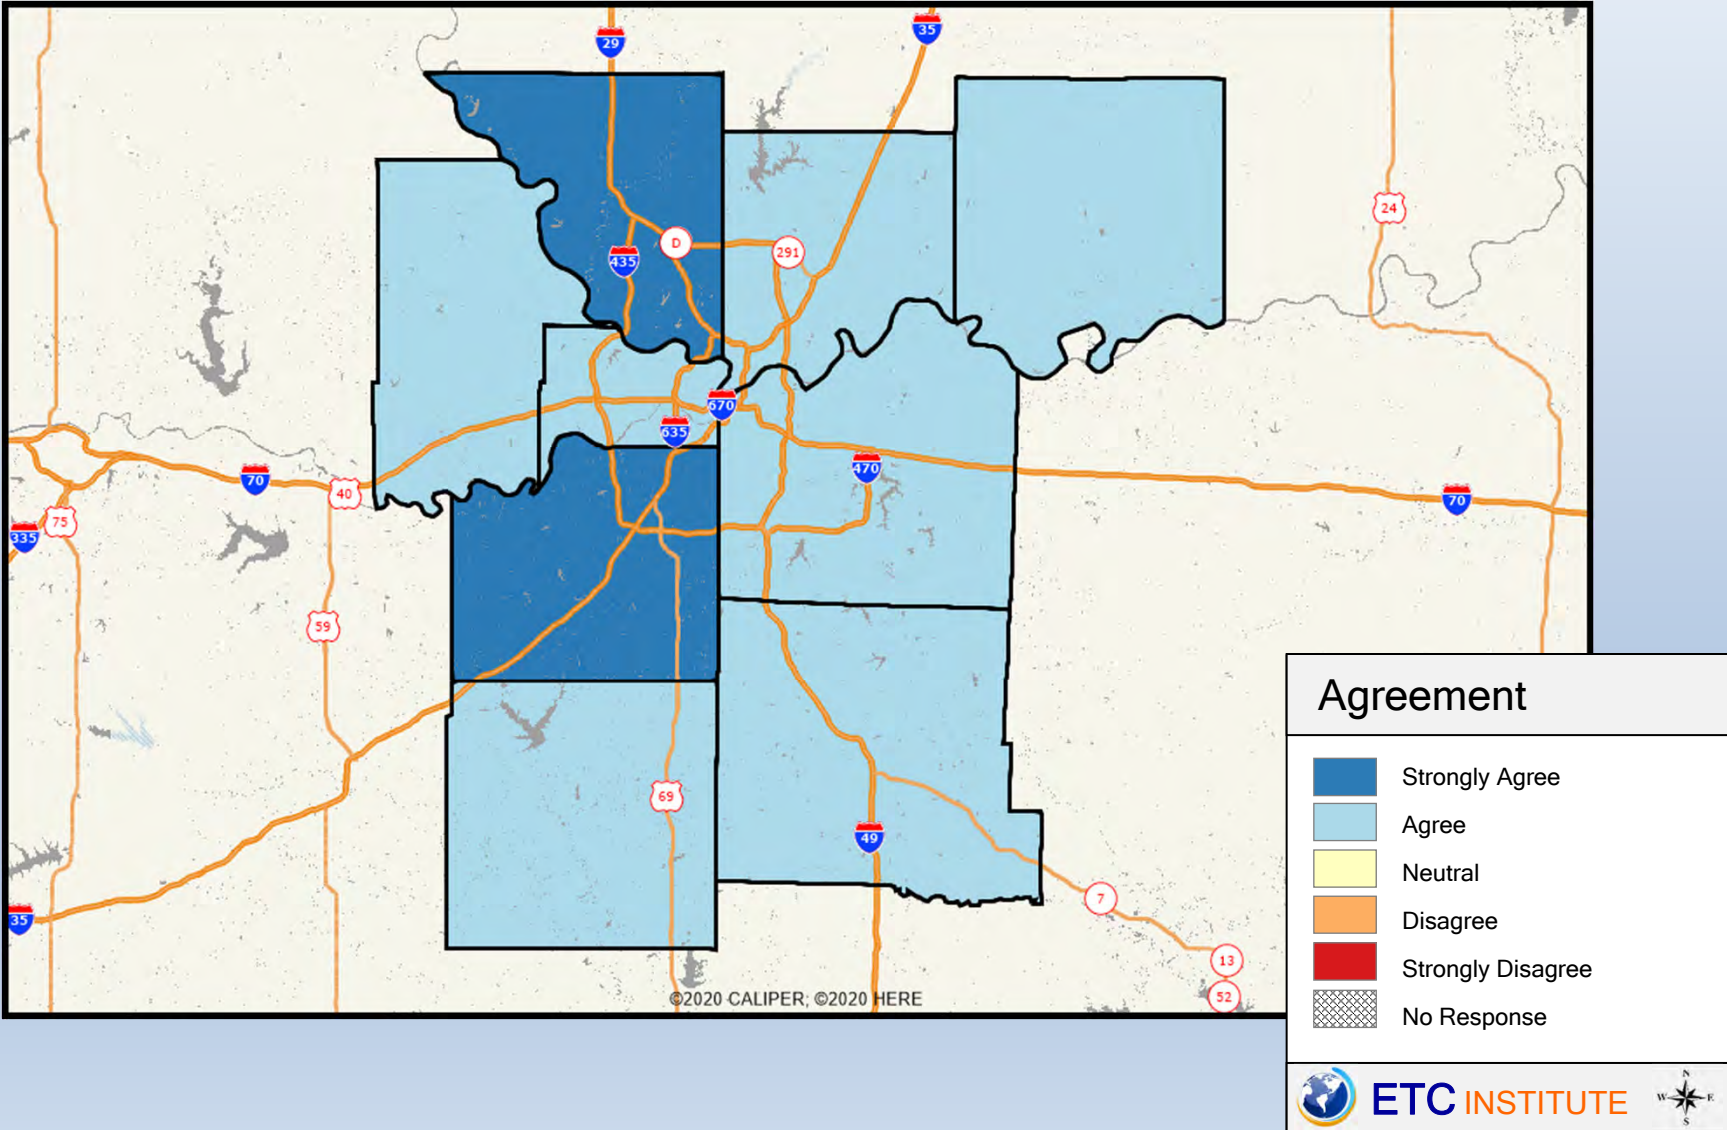 29
35
24
D
291
435
670
635
470
70
40
70
75
335
59
69
49
7
35
13
52
©2020 CALIPER; ©2020 HERE
Agreement
Strongly Agree
Agree
Neutral
Disagree
Strongly Disagree
No Response
ETC INSTITUTE
N
W E
S